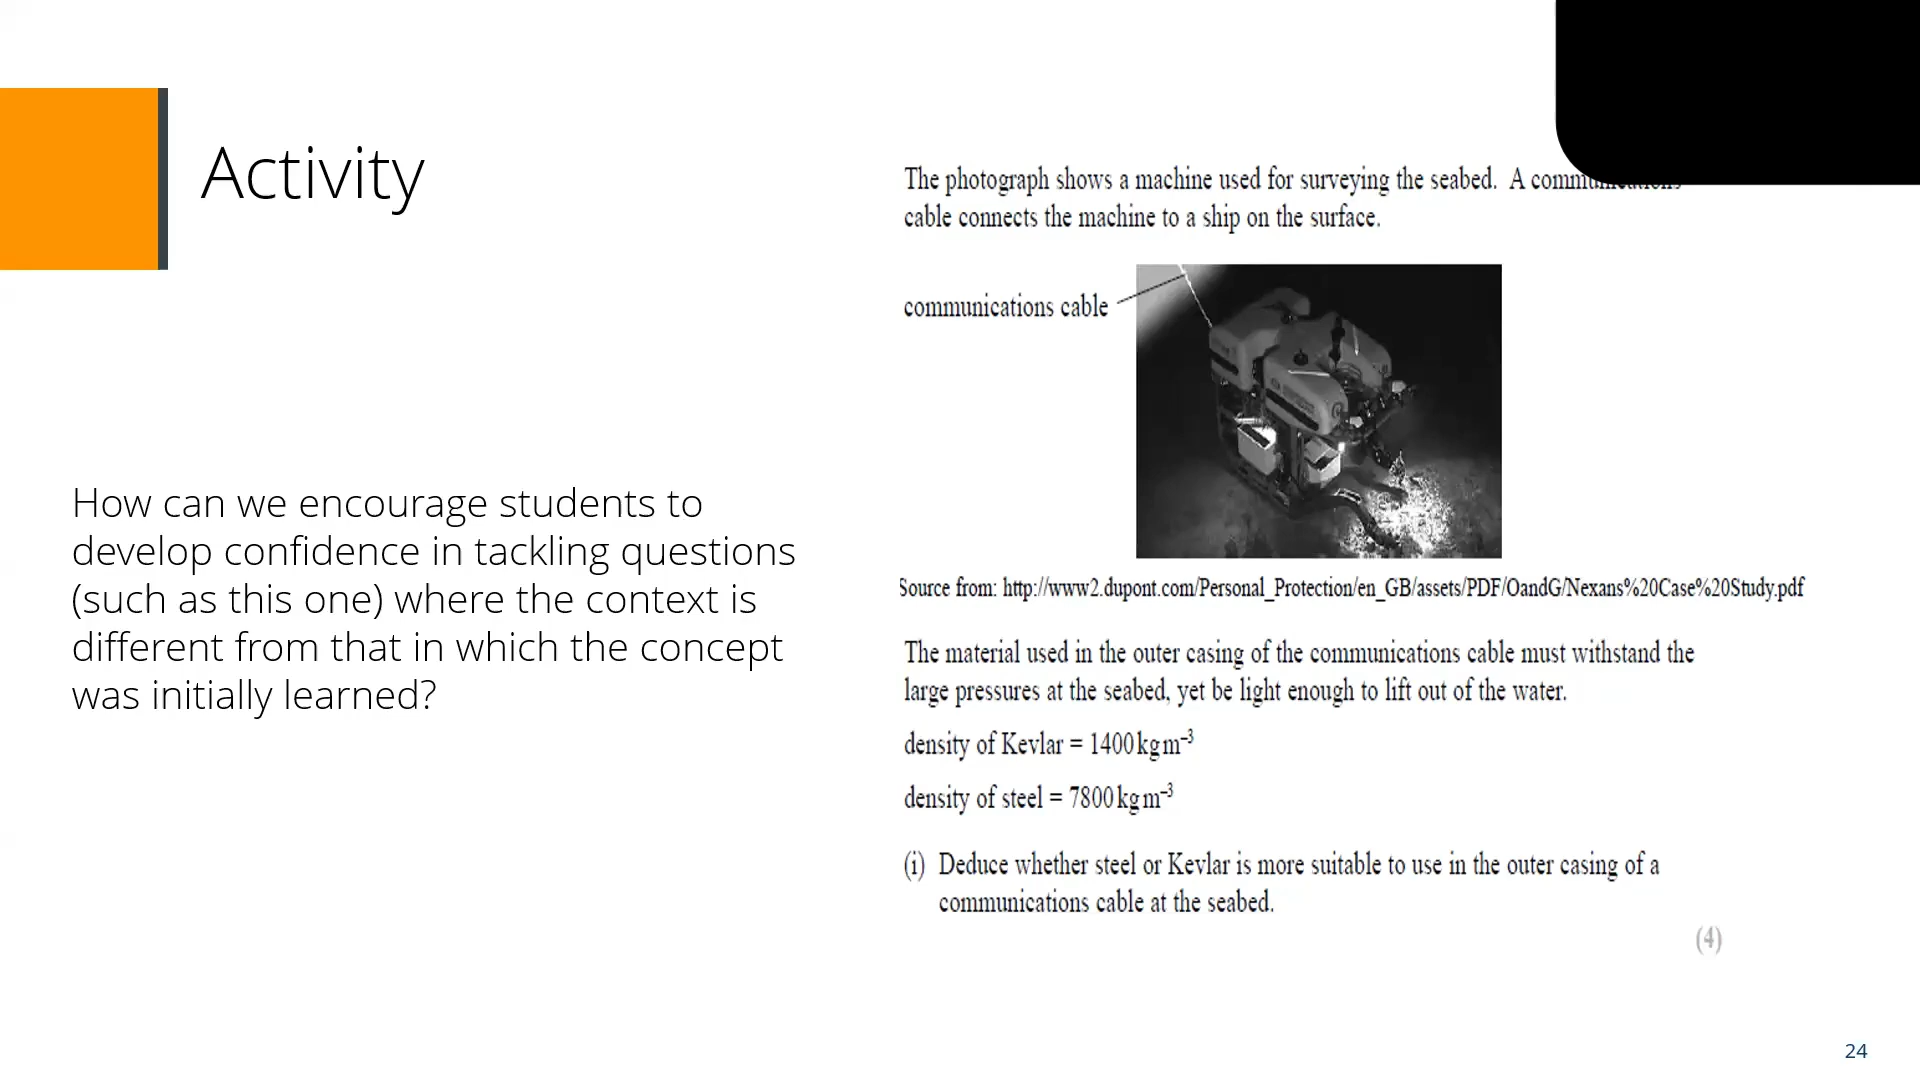 Activity
How can we encourage students to
develop confidence in tackling questions
(such as this one) where the context is
different from that in which the concept
was initially learned?
The photograph shows a machine used for surveying the seabed. A communications
cable connects the machine to a ship on the surface.
communications cable
Source from: http://www2.dupont.com/Personal_Protection/en_GB/assets/PDF/OandG/Nexans%20Case%20Study.pdf
The material used in the outer casing of the communications cable must withstand the
large pressures at the seabed, yet be light enough to lift out of the water.
density of Kevlar = 1400 kg m⁻³
density of steel = 7800 kg m⁻³
(i) Deduce whether steel or Kevlar is more suitable to use in the outer casing of a
communications cable at the seabed.
(4)
24